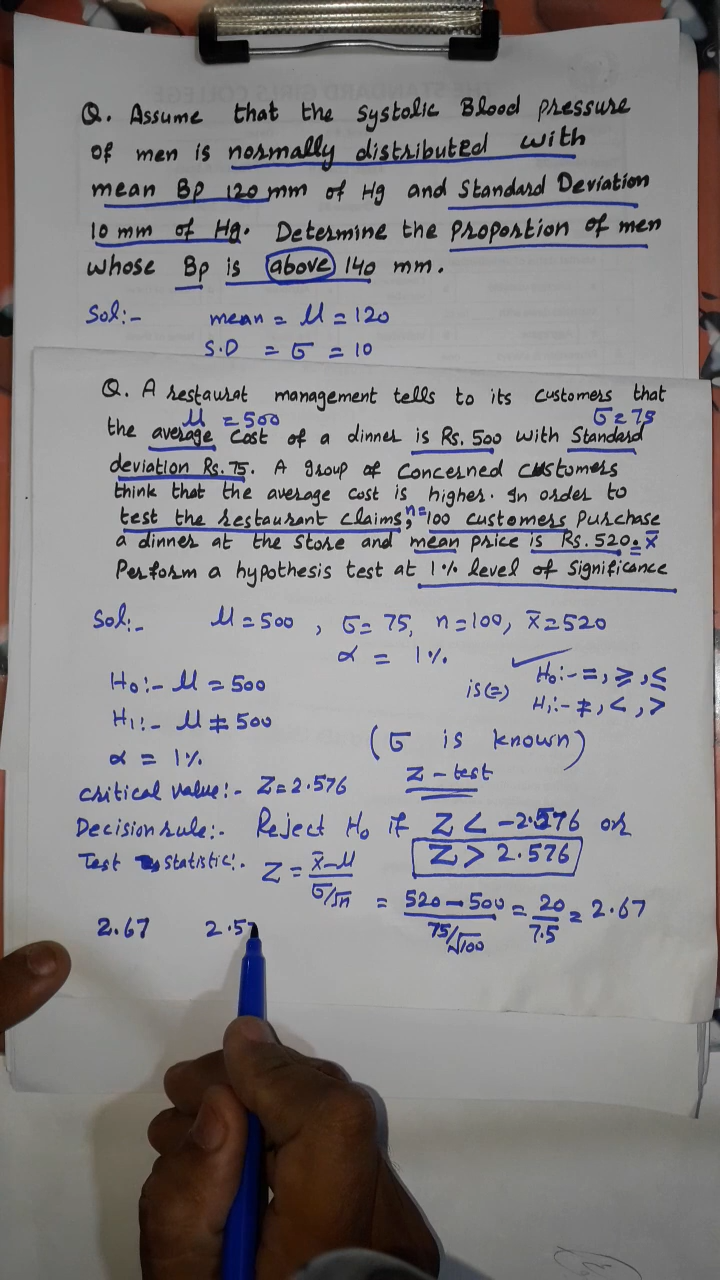 Q. Assume that the Systolic Blood pressure
of men is normally distributed with
mean Bp 120 mm of Hg and Standard Deviation
10 mm of Hg. Determine the proportion of men
whose Bp is above 140 mm.
Sol:- mean = μ = 120
S.D = σ = 10
Q. A restaurat management tells to its customers that
μ = 500 σ = 75
the average cost of a dinner is Rs. 500 with Standard
deviation Rs. 75. A group of concerned customers
think that the average cost is higher. In order to
test the restaurant claims, n= 100 customers purchase
a dinner at the store and mean price is Rs. 520. = x̄
Perform a hypothesis test at 1% level of Significance
Sol:- μ = 500 , σ = 75, n = 100, x̄ = 520
α = 1%
H₀:- μ = 500
is (=) H₀:- =, ≥, ≤
H₁:- μ ≠ 500
H₁:- ≠, <, >
α = 1%
(σ is known)
critical value:- Z = 2.576
Z - test
Decision rule:- Reject H₀ if Z < -2.576 or
Z > 2.576
Test statistic:- Z = x̄-μ / σ/√n = 520-500 / 75/√100 = 20/7.5 = 2.67
2.67 2.57